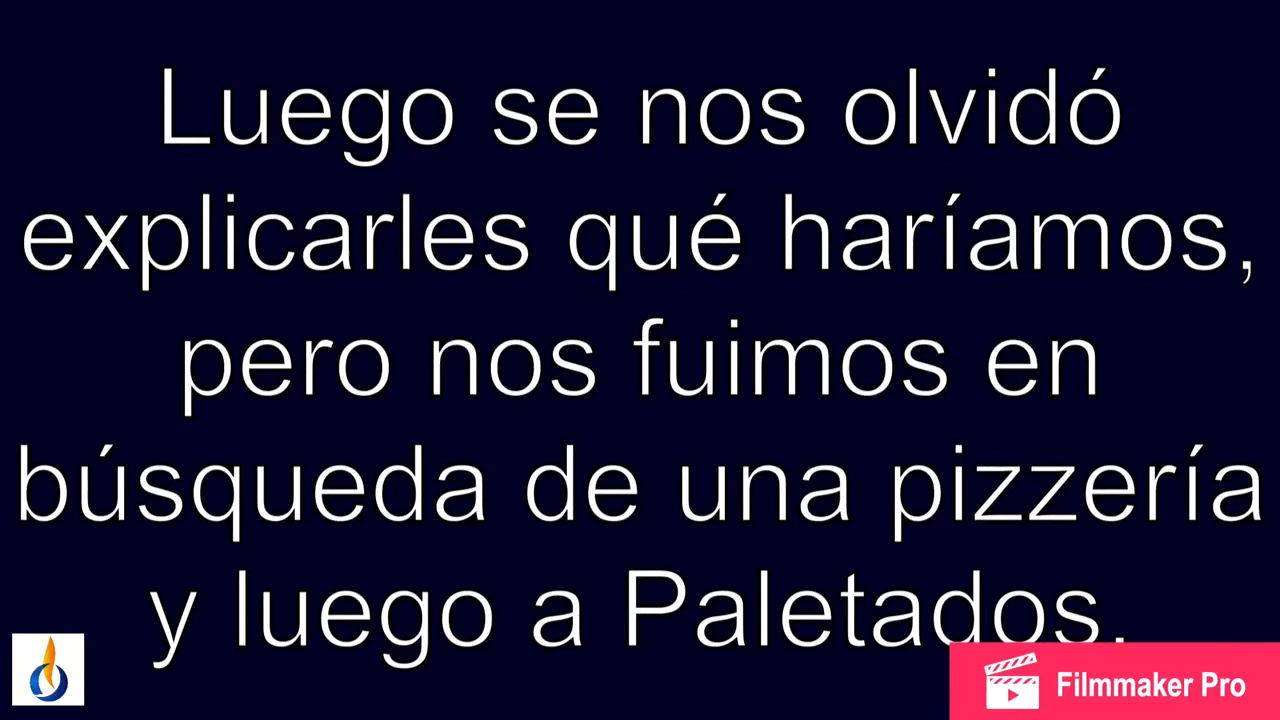 Luego se nos olvidó
explicarles qué haríamos,
pero nos fuimos en
búsqueda de una pizzería
y luego a Paletados.
Filmmaker Pro